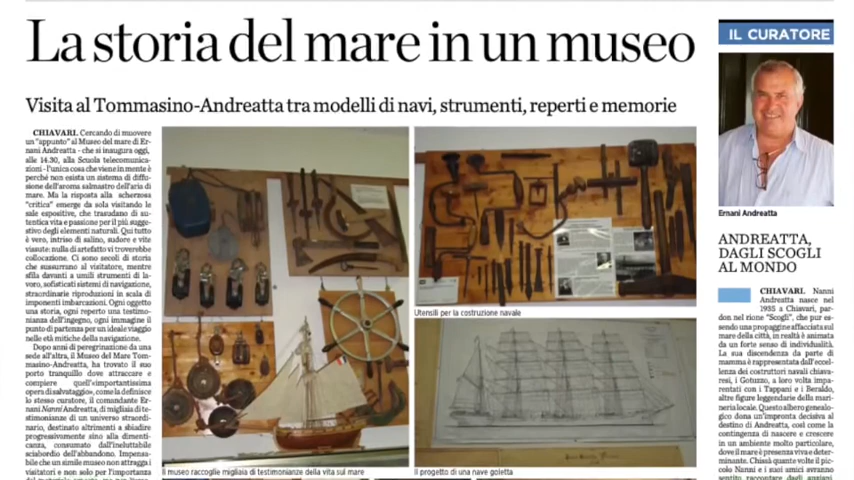 La storia del mare in un museo
Visita al Tommasino-Andreatta tra modelli di navi, strumenti, reperti e memorie
CHIAVARI. Cercando di muovere
un "appunto" al Museo del mare di Er-
nani Andreatta - che si inaugura oggi,
alle 14.30, alla Scuola telecomunica-
zioni - l'unica cosa che viene in mente è
perché non esista un sistema di diffu-
sione dell'aroma salmastro dell'aria di
mare. Ma la risposta alla scherzosa
"critica" emerge da sola visitando le
sale espositive, che trasudano di au-
tentica vita e passione per il più sugge-
stivo degli elementi naturali. Qui tutto
è vero, intriso di salino, sudore e vite
vissute: nulla di artefatto vi troverebbe
collocazione. Ci sono secoli di storia
che sussurrano al visitatore, mentre
sfila davanti a umili strumenti di la-
voro, sofisticati sistemi di navigazione,
straordinarie riproduzioni in scala di
imponenti imbarcazioni. Ogni oggetto
una storia, ogni reperto una testimo-
nianza dell'ingegno, ogni immagine il
punto di partenza per un ideale viaggio
nelle età mitiche della navigazione.
Dopo anni di peregrinazione da una
sede all'altra, il Museo del Mare Tom-
masino-Andreatta, ha trovato il suo
porto tranquillo dove attraccare e
compiere quell'«importantissima
opera di salvataggio», come la definisce
lo stesso curatore, il comandante Er-
nani Nanni Andreatta, di migliaia di te-
stimonianze di un universo straordi-
nario, destinato altrimenti a sbiadire
progressivamente sino alla dimenti-
canza, consumato dall'ineluttabile
sciabordio dell'abbandono. Impensa-
bile che un simile museo non attragga i
visitatori e non solo per l'importanza
Il museo raccoglie migliaia di testimonianze della vita sul mare
Utensili per la costruzione navale
Il progetto di una nave goletta
IL CURATORE
Ernani Andreatta
ANDREATTA,
DAGLI SCOGLI
AL MONDO
CHIAVARI. Nanni
Andreatta nasce nel
1935 a Chiavari, par-
don nel rione "Scogli", che pur es-
sendo una propaggine affacciata sul
mare della città, in realtà è animata
da un forte senso di individualità.
La sua discendenza da parte di
mamma è rappresentata dall'eccel-
lenza dei costruttori navali chiava-
resi, i Gotuzzo, a loro volta impa-
rentati con i Tappani e i Beraldo,
altre figure leggendarie della mari-
neria locale. Questo albero genealo-
gico dona un'impronta decisiva al
destino di Andreatta, così come la
contingenza di nascere e crescere
in un ambiente molto particolare,
dove il mare è presenza viva e deter-
minante. Chissà quante volte il pic-
colo Nanni e i suoi amici avranno
sentito raccontare dagli anziani,